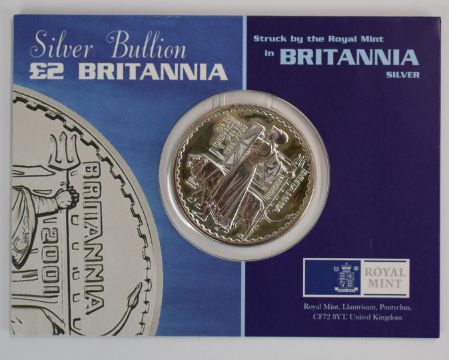 Silver Bullion
£2 BRITANNIA
Struck by the Royal Mint
in BRITANNIA
SILVER
BRITANNIA
2001
ROYAL
MINT
Royal Mint, Llantrisant, Pontyclun,
CF72 8YT, United Kingdom